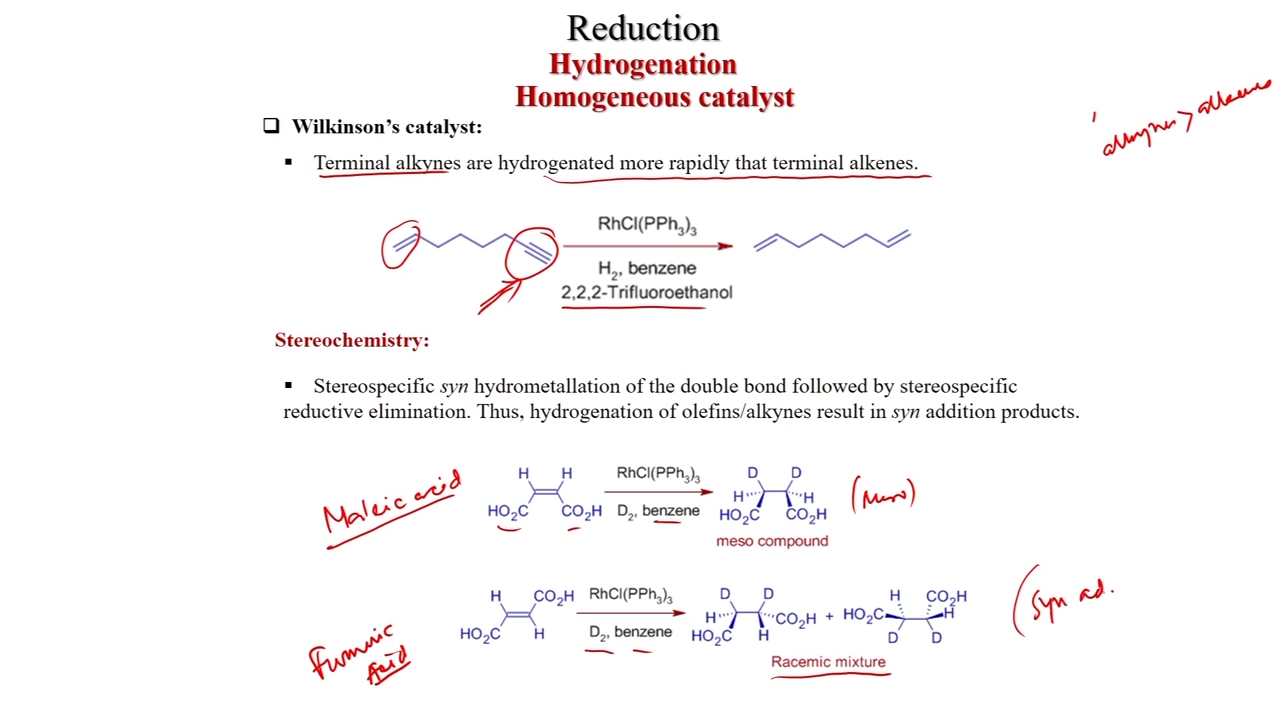 Reduction
Hydrogenation
Homogeneous catalyst
alkynes > alkenes
❑ Wilkinson's catalyst:
▪ Terminal alkynes are hydrogenated more rapidly that terminal alkenes.
RhCl(PPh3)3
H2, benzene
2,2,2-Trifluoroethanol
Stereochemistry:
▪ Stereospecific syn hydrometallation of the double bond followed by stereospecific
reductive elimination. Thus, hydrogenation of olefins/alkynes result in syn addition products.
Maleic acid
H H
HO2C CO2H
RhCl(PPh3)3
D2, benzene
D D
H H
HO2C CO2H
meso compound
(Meso)
Fumeric
Acid
H CO2H
HO2C H
RhCl(PPh3)3
D2, benzene
D D
H CO2H
HO2C H
+
H CO2H
HO2C H
D D
Racemic mixture
(Syn ad.